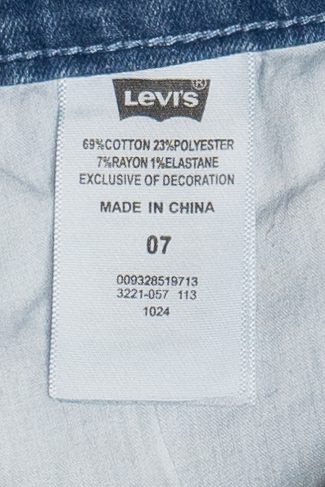 Levi's®
69%COTTON 23%POLYESTER
7%RAYON 1%ELASTANE
EXCLUSIVE OF DECORATION
MADE IN CHINA
07
009328519713
3221-057 113
1024